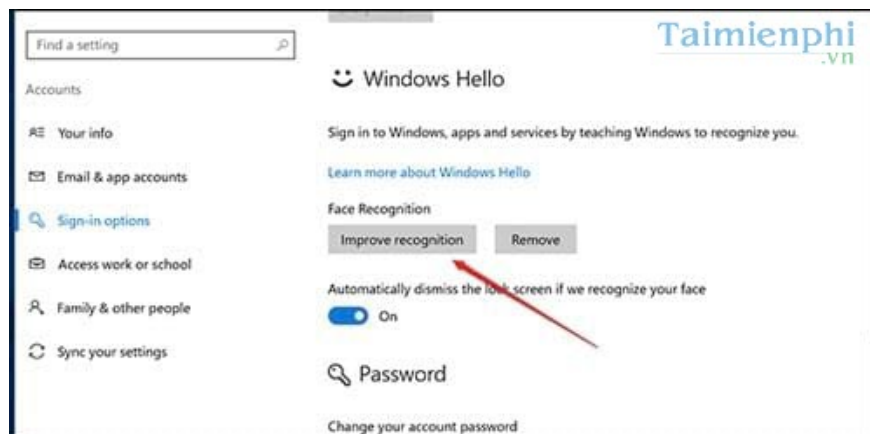 Taimienphi
.vn
Find a setting
Accounts
Your info
Email & app accounts
Sign-in options
Access work or school
Family & other people
Sync your settings
Windows Hello
Sign in to Windows, apps and services by teaching Windows to recognize you.
Learn more about Windows Hello
Face Recognition
Improve recognition Remove
Automatically dismiss the lock screen if we recognize your face
On
Password
Change your account password